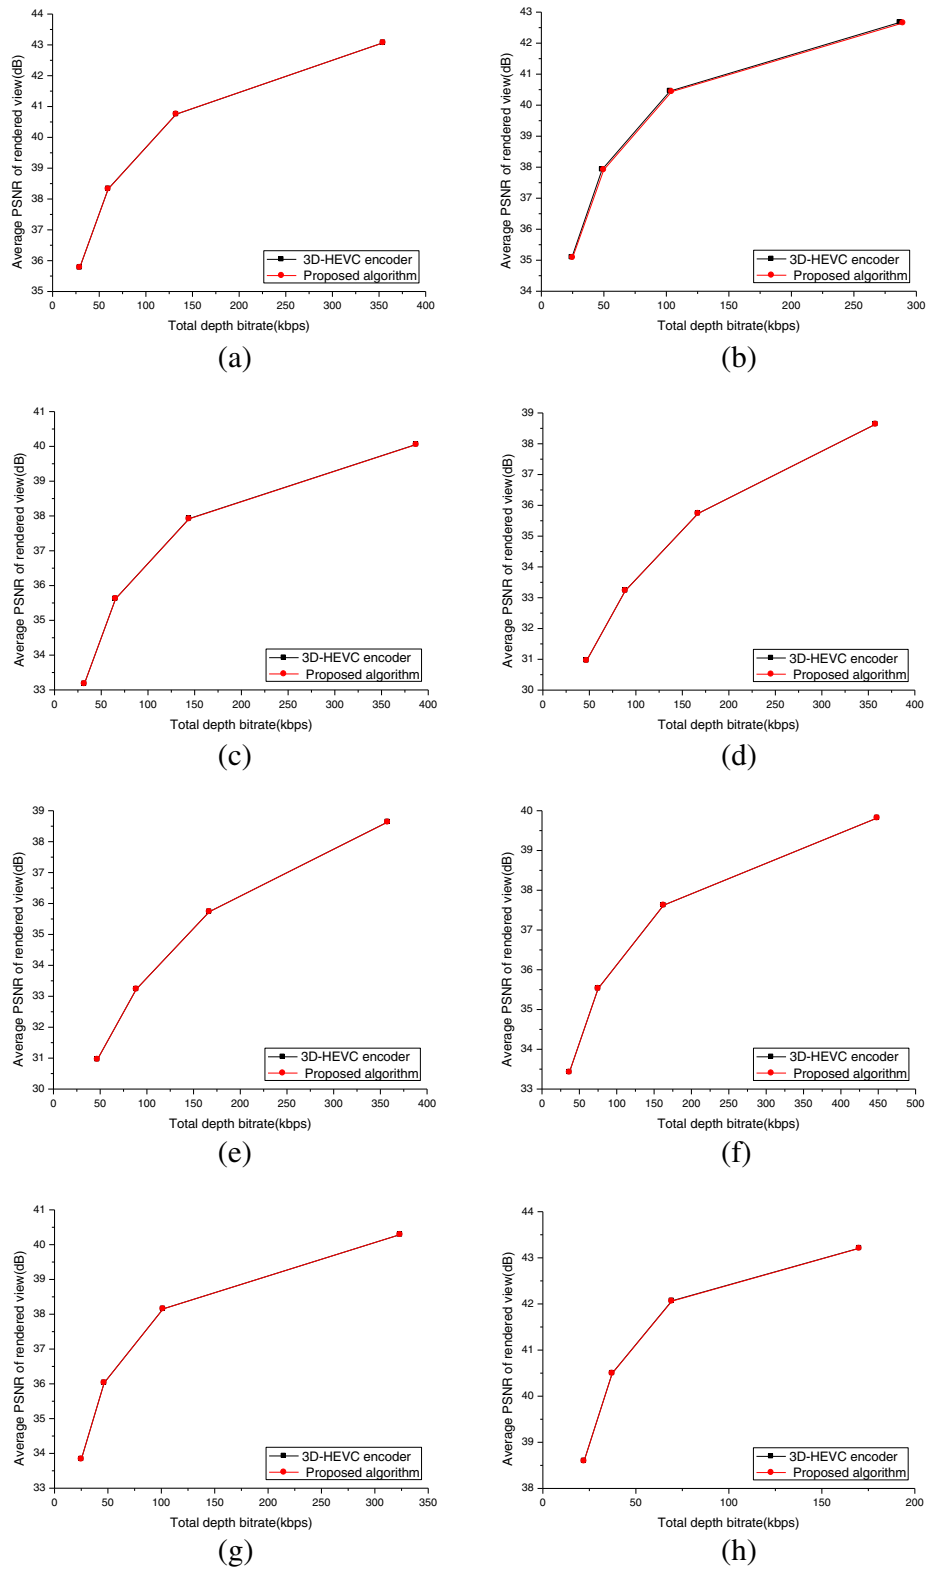 44
43
42
41
40
39
38
37
36
35
Average PSNR of rendered view(dB)
3D-HEVC encoder
Proposed algorithm
0 50 100 150 200 250 300 350 400
Total depth bitrate(kbps)
(a)
43
42
41
40
39
38
37
36
35
34
Average PSNR of rendered view(dB)
3D-HEVC encoder
Proposed algorithm
0 50 100 150 200 250 300
Total depth bitrate(kbps)
(b)
41
40
39
38
37
36
35
34
33
Average PSNR of rendered view(dB)
3D-HEVC encoder
Proposed algorithm
0 50 100 150 200 250 300 350 400
Total depth bitrate(kbps)
(c)
39
38
37
36
35
34
33
32
31
30
Average PSNR of rendered view(dB)
3D-HEVC encoder
Proposed algorithm
0 50 100 150 200 250 300 350 400
Total depth bitrate(kbps)
(d)
39
38
37
36
35
34
33
32
31
30
Average PSNR of rendered view(dB)
3D-HEVC encoder
Proposed algorithm
0 50 100 150 200 250 300 350 400
Total depth bitrate(kbps)
(e)
40
39
38
37
36
35
34
33
Average PSNR of rendered view(dB)
3D-HEVC encoder
Proposed algorithm
0 50 100 150 200 250 300 350 400 450 500
Total depth bitrate(kbps)
(f)
41
40
39
38
37
36
35
34
33
Average PSNR of rendered view(dB)
3D-HEVC encoder
Proposed algorithm
0 50 100 150 200 250 300 350
Total depth bitrate(kbps)
(g)
44
43
42
41
40
39
38
Average PSNR of rendered view(dB)
3D-HEVC encoder
Proposed algorithm
0 50 100 150 200
Total depth bitrate(kbps)
(h)